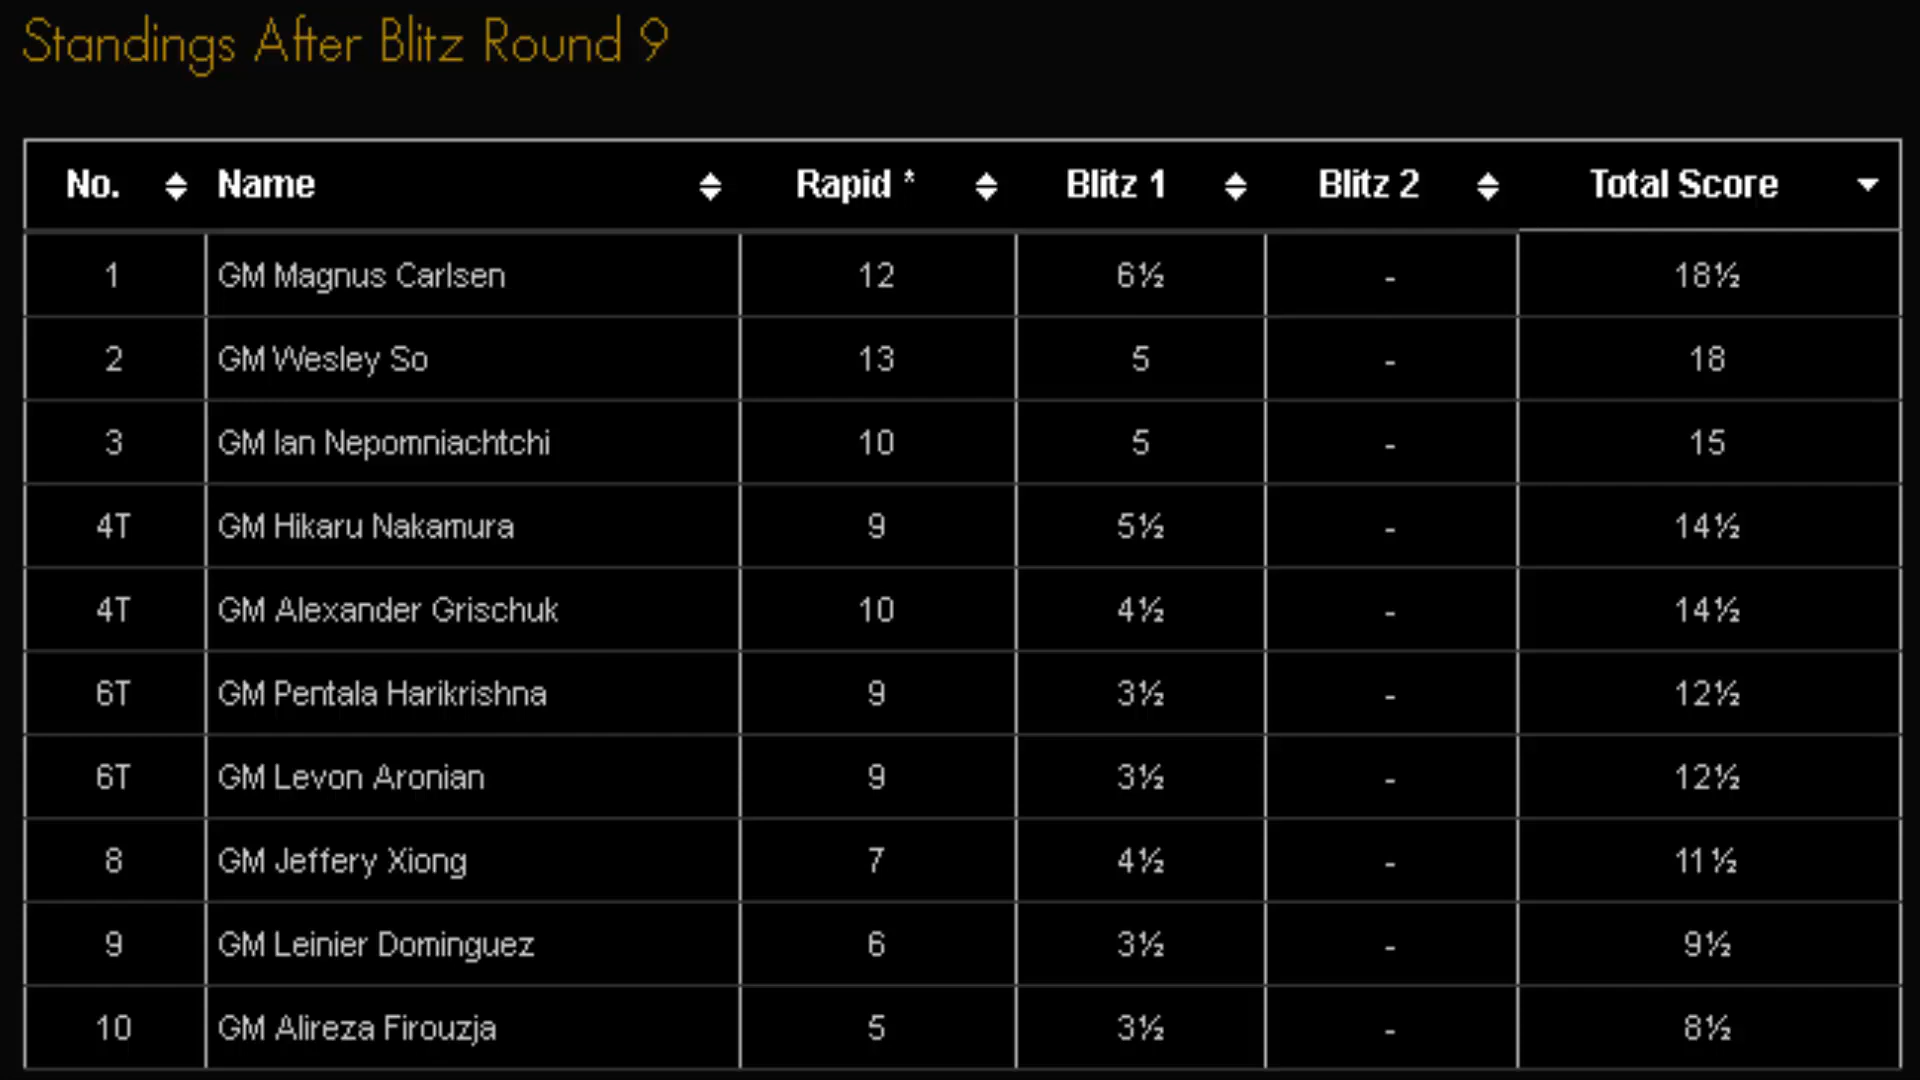 Standings After Blitz Round 9
No. Name Rapid * Blitz 1 Blitz 2 Total Score
1 GM Magnus Carlsen 12 6½ - 18½
2 GM Wesley So 13 5 - 18
3 GM Ian Nepomniachtchi 10 5 - 15
4T GM Hikaru Nakamura 9 5½ - 14½
4T GM Alexander Grischuk 10 4½ - 14½
6T GM Pentala Harikrishna 9 3½ - 12½
6T GM Levon Aronian 9 3½ - 12½
8 GM Jeffery Xiong 7 4½ - 11½
9 GM Leinier Dominguez 6 3½ - 9½
10 GM Alireza Firouzja 5 3½ - 8½